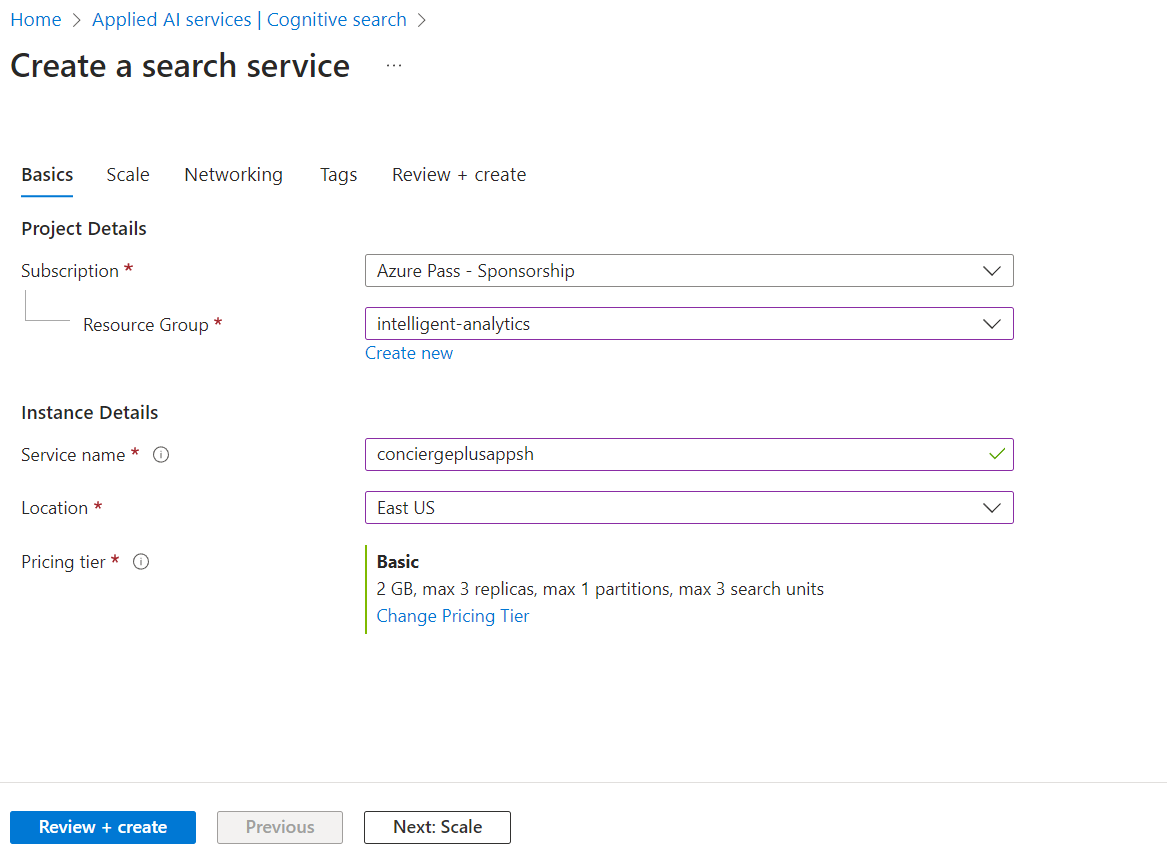 Home > Applied AI services | Cognitive search >
Create a search service ...
Basics Scale Networking Tags Review + create
Project Details
Subscription * Azure Pass - Sponsorship
Resource Group * intelligent-analytics
Create new
Instance Details
Service name * conciergeplusappsh
Location * East US
Pricing tier * Basic
2 GB, max 3 replicas, max 1 partitions, max 3 search units
Change Pricing Tier
Review + create Previous Next: Scale